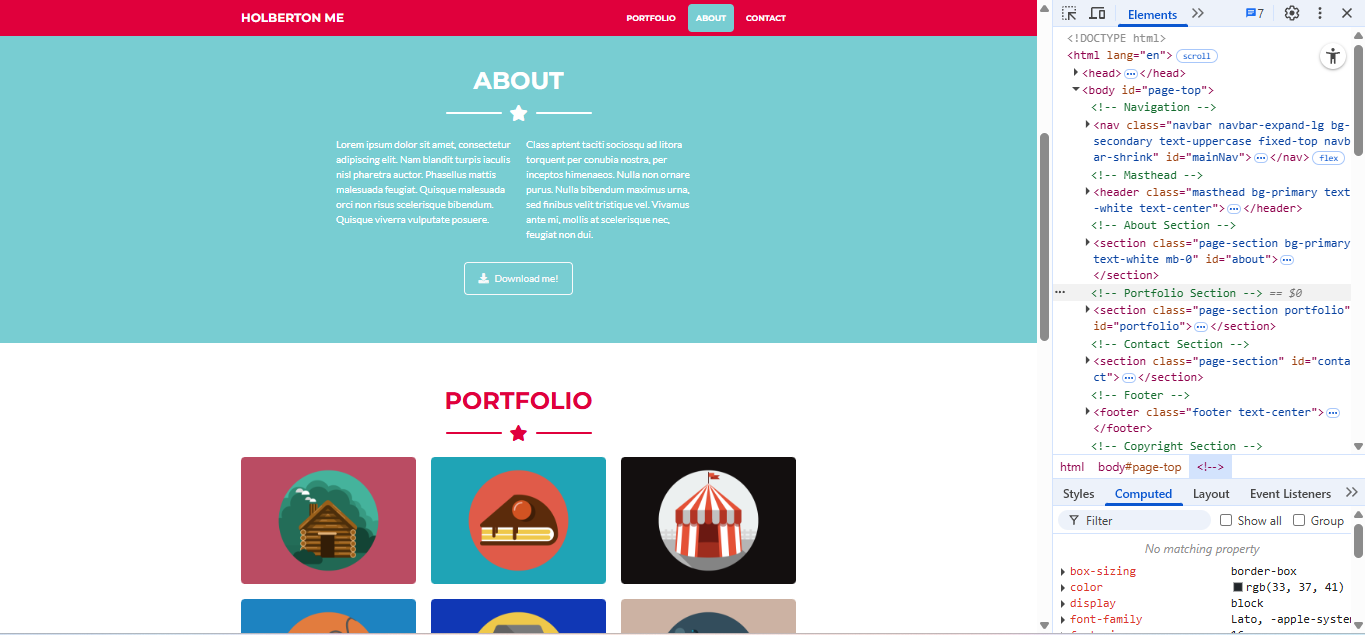 HOLBERTON ME
PORTFOLIO
ABOUT
CONTACT
ABOUT
Lorem ipsum dolor sit amet, consectetur
adipiscing elit. Nam blandit turpis iaculis
nisl pharetra auctor. Phasellus mattis
malesuada feugiat. Quisque malesuada
orci non risus scelerisque bibendum.
Quisque viverra vulputate posuere.
Class aptent taciti sociosqu ad litora
torquent per conubia nostra, per
inceptos himenaeos. Nulla non ornare
purus. Nulla bibendum maximus urna,
sed finibus velit tristique vel. Vivamus
ante mi, mollis at scelerisque nec,
feugiat non dui.
Download me!
PORTFOLIO
Elements
7
<!DOCTYPE html>
<html lang="en"> scroll
<head> ••• </head>
<body id="page-top">
<!-- Navigation -->
<nav class="navbar navbar-expand-lg bg-
secondary text-uppercase fixed-top navb
ar-shrink" id="mainNav"> ••• </nav> flex
<!-- Masthead -->
<header class="masthead bg-primary text
-white text-center"> ••• </header>
<!-- About Section -->
<section class="page-section bg-primary
text-white mb-0" id="about"> •••
</section>
<!-- Portfolio Section --> == $0
<section class="page-section portfolio"
id="portfolio"> ••• </section>
<!-- Contact Section -->
<section class="page-section" id="conta
ct"> ••• </section>
<!-- Footer -->
<footer class="footer text-center"> •••
</footer>
<!-- Copyright Section -->
html body#page-top <!-->
Styles Computed Layout Event Listeners
Filter Show all Group
No matching property
box-sizing border-box
color rgb(33, 37, 41)
display block
font-family Lato, -apple-system